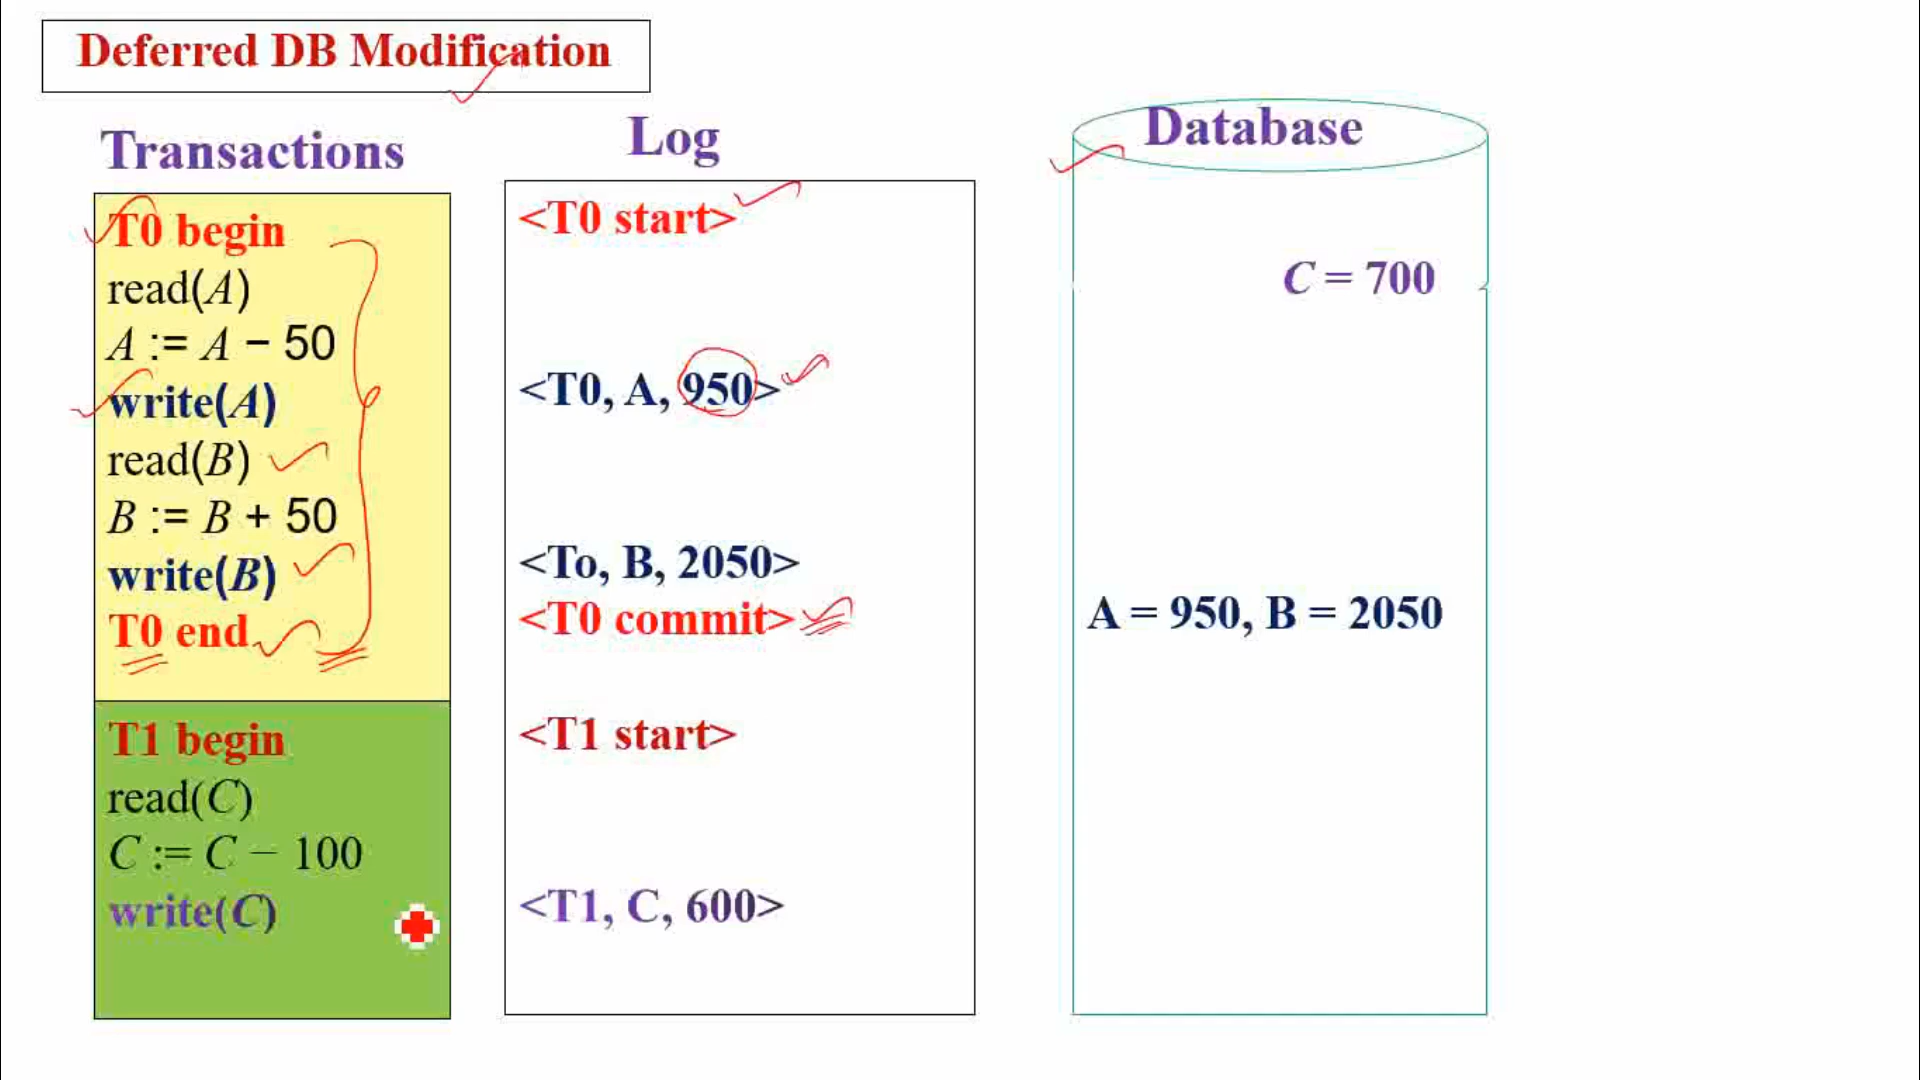 Deferred DB Modification
Transactions
T0 begin
read(A)
A := A − 50
write(A)
read(B)
B := B + 50
write(B)
T0 end
T1 begin
read(C)
C := C − 100
write(C)
Log
<T0 start>
<T0, A, 950>
<To, B, 2050>
<T0 commit>
<T1 start>
<T1, C, 600>
Database
C = 700
A = 950, B = 2050